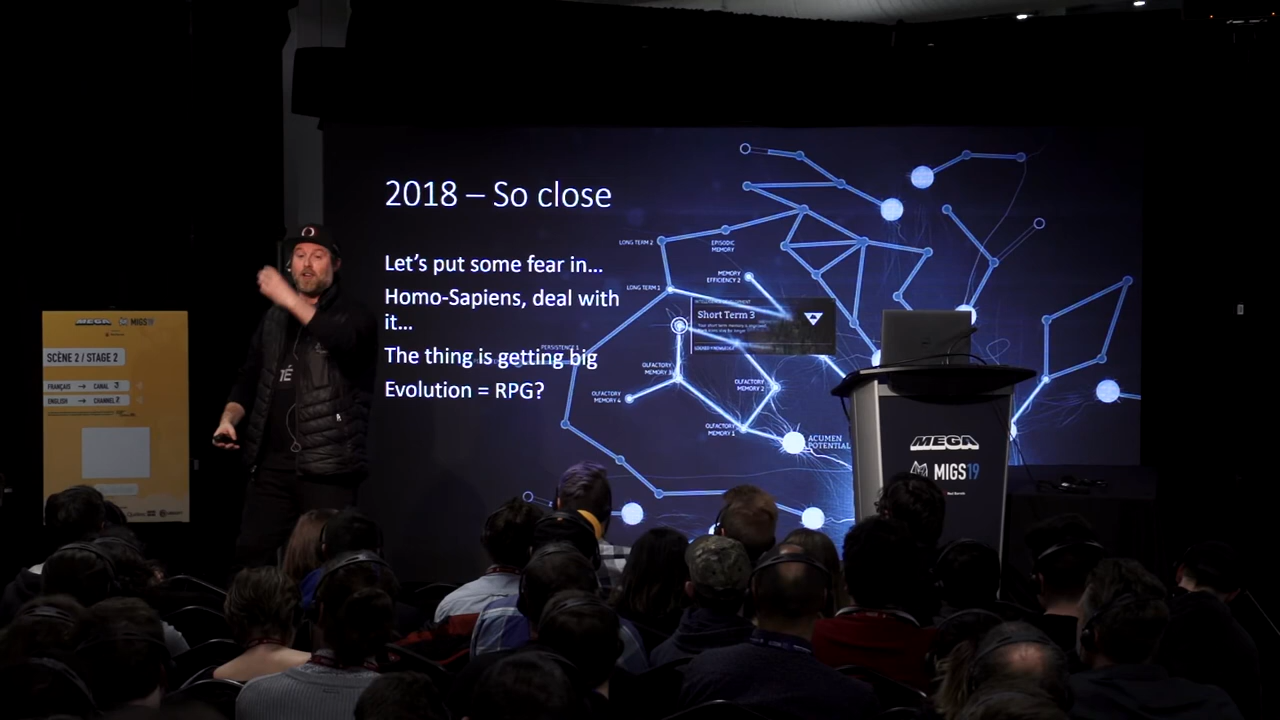 2018 – So close
Let's put some fear in...
Homo-Sapiens, deal with
it...
The thing is getting big
Evolution = RPG?
LONG TERM 2
EPISODIC
MEMORY
MEMORY
EFFICIENCY 2
LONG TERM 1
Short Term 3
PERSISTENCE 1
OLFACTORY
MEMORY 3
OLFACTORY
MEMORY 4
OLFACTORY
MEMORY 2
OLFACTORY
MEMORY 1
ACUMEN
POTENTIAL
MEGA MIGS19
SCÈNE 2 / STAGE 2
FRANÇAIS → CANAL 3
ENGLISH → CHANNEL 2
MEGA
MIGS19